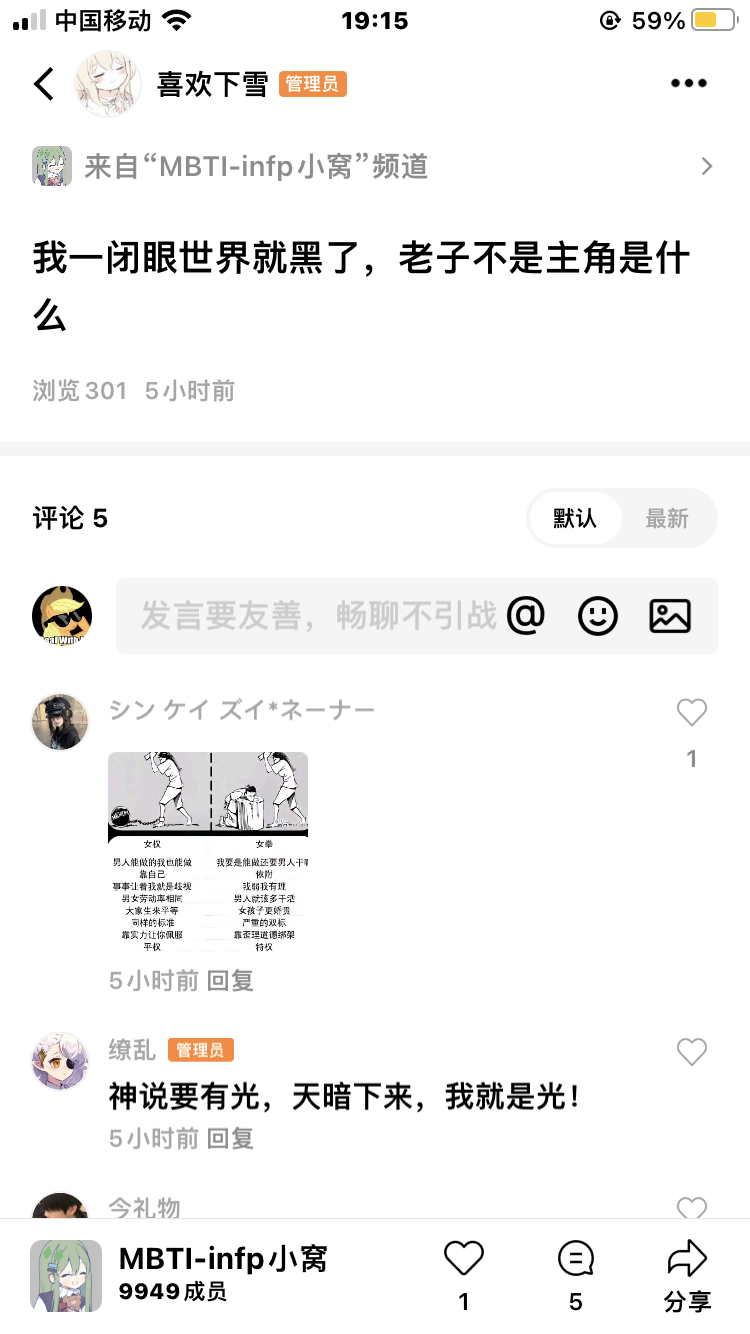 中国移动
19:15
59%
喜欢下雪 管理员
来自“MBTI-infp小窝”频道
我一闭眼世界就黑了，老子不是主角是什
么
浏览 301 5小时前
评论 5
默认 最新
发言要友善，畅聊不引战
シン ケイ ズイ*ネーナー
1
女权 女拳
男人能做的我也能做 我要是能做还要男人干嘛
靠自己 依附
事事让着我就是歧视 我弱我有理
男女劳动率相同 男人就该多干活
大家生来平等 女孩子更娇贵
同样的标准 严重的双标
靠实力让你佩服 靠歪理道德绑架
平权 特权
5小时前 回复
缭乱 管理员
神说要有光，天暗下来，我就是光！
5小时前 回复
今礼物
MBTI-infp小窝
9949成员
1
5
分享